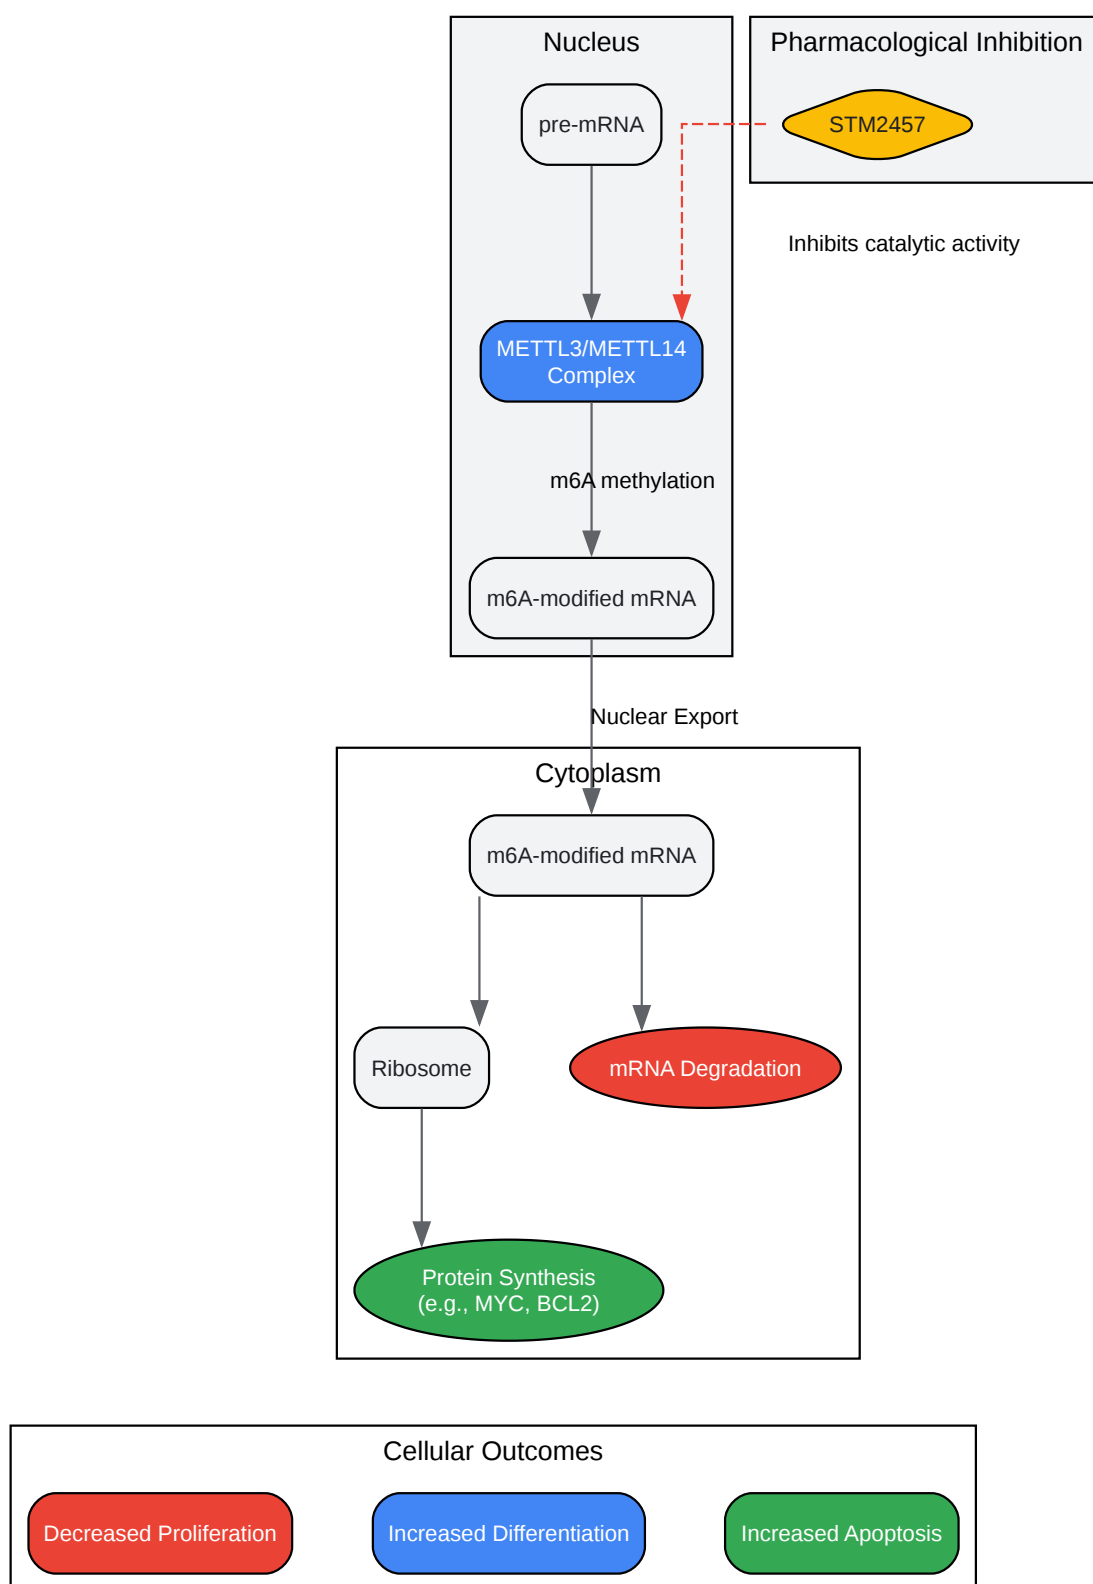 Nucleus
Pharmacological Inhibition
pre-mRNA
STM2457
Inhibits catalytic activity
METTL3/METTL14
Complex
m6A methylation
m6A-modified mRNA
Nuclear Export
Cytoplasm
m6A-modified mRNA
Ribosome
mRNA Degradation
Protein Synthesis
(e.g., MYC, BCL2)
Cellular Outcomes
Decreased Proliferation
Increased Differentiation
Increased Apoptosis